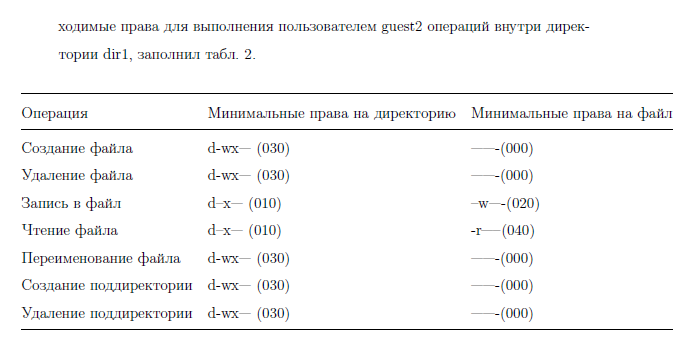 ходимые права для выполнения пользователем guest2 операций внутри дирек-
тории dir1, заполнил табл. 2.
Операция Минимальные права на директорию Минимальные права на файл
Создание файла d-wx— (030) ——-(000)
Удаление файла d-wx— (030) ——-(000)
Запись в файл d–x— (010) –w—-(020)
Чтение файла d–x— (010) -r—–(040)
Переименование файла d-wx— (030) ——-(000)
Создание поддиректории d-wx— (030) ——-(000)
Удаление поддиректории d-wx— (030) ——-(000)